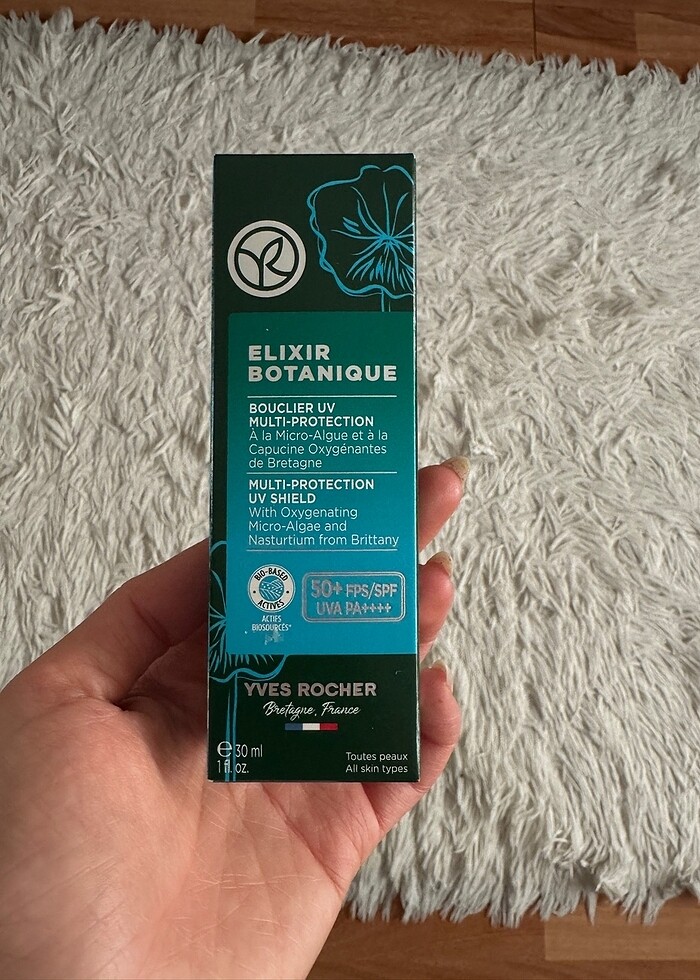 ELIXIR
BOTANIQUE
BOUCLIER UV
MULTI-PROTECTION
À la Micro-Algue et à la
Capucine Oxygénantes
de Bretagne
MULTI-PROTECTION
UV SHIELD
With Oxygenating
Micro-Algae and
Nasturtium from Brittany
BIO-BASED
ACTIVES
ACTIFS
BIOSOURCÉS*
50+ FPS/SPF
UVA PA++++
YVES ROCHER
Bretagne, France
℮ 30 ml
1 fl. oz.
Toutes peaux
All skin types